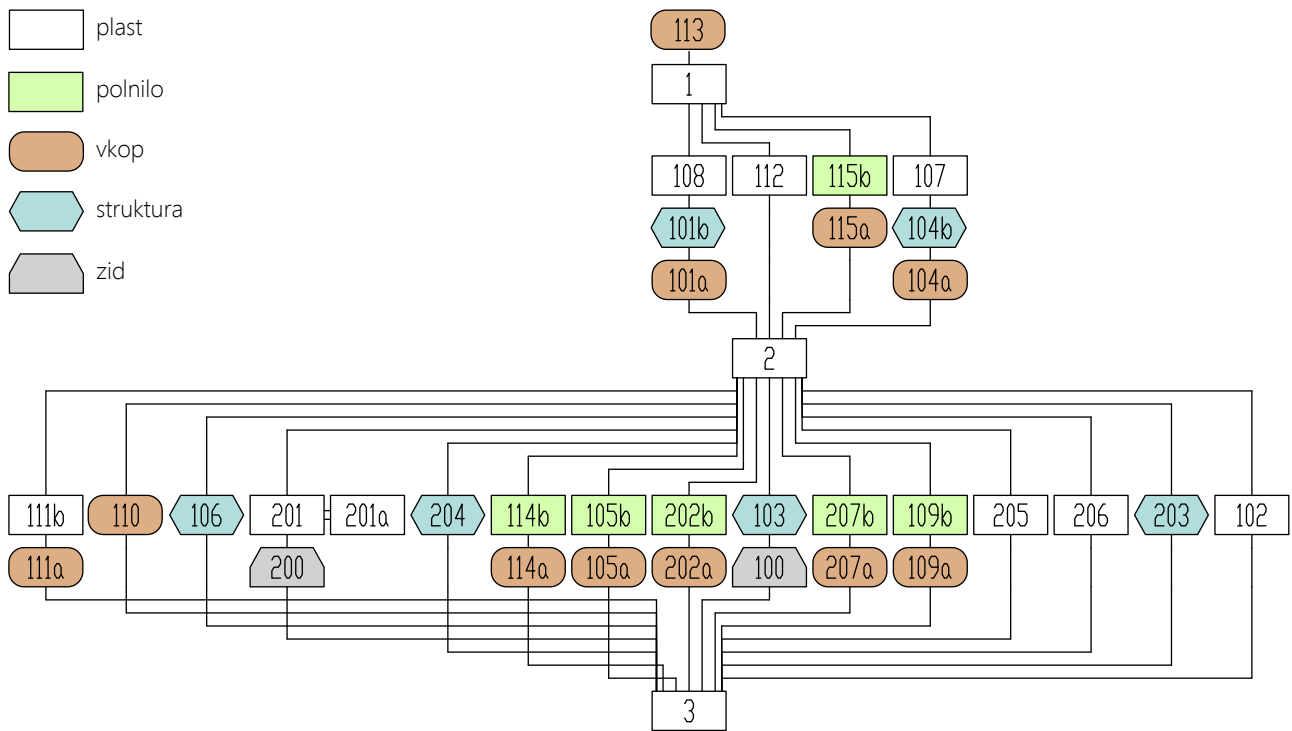 plast
polnilo
vkop
struktura
zid
113
1
108 112 115b 107
101b 115a 104b
101a 104a
2
111b 110 106 201 201a 204 114b 105b 202b 103 207b 109b 205 206 203 102
111a 200 114a 105a 202a 100 207a 109a
3